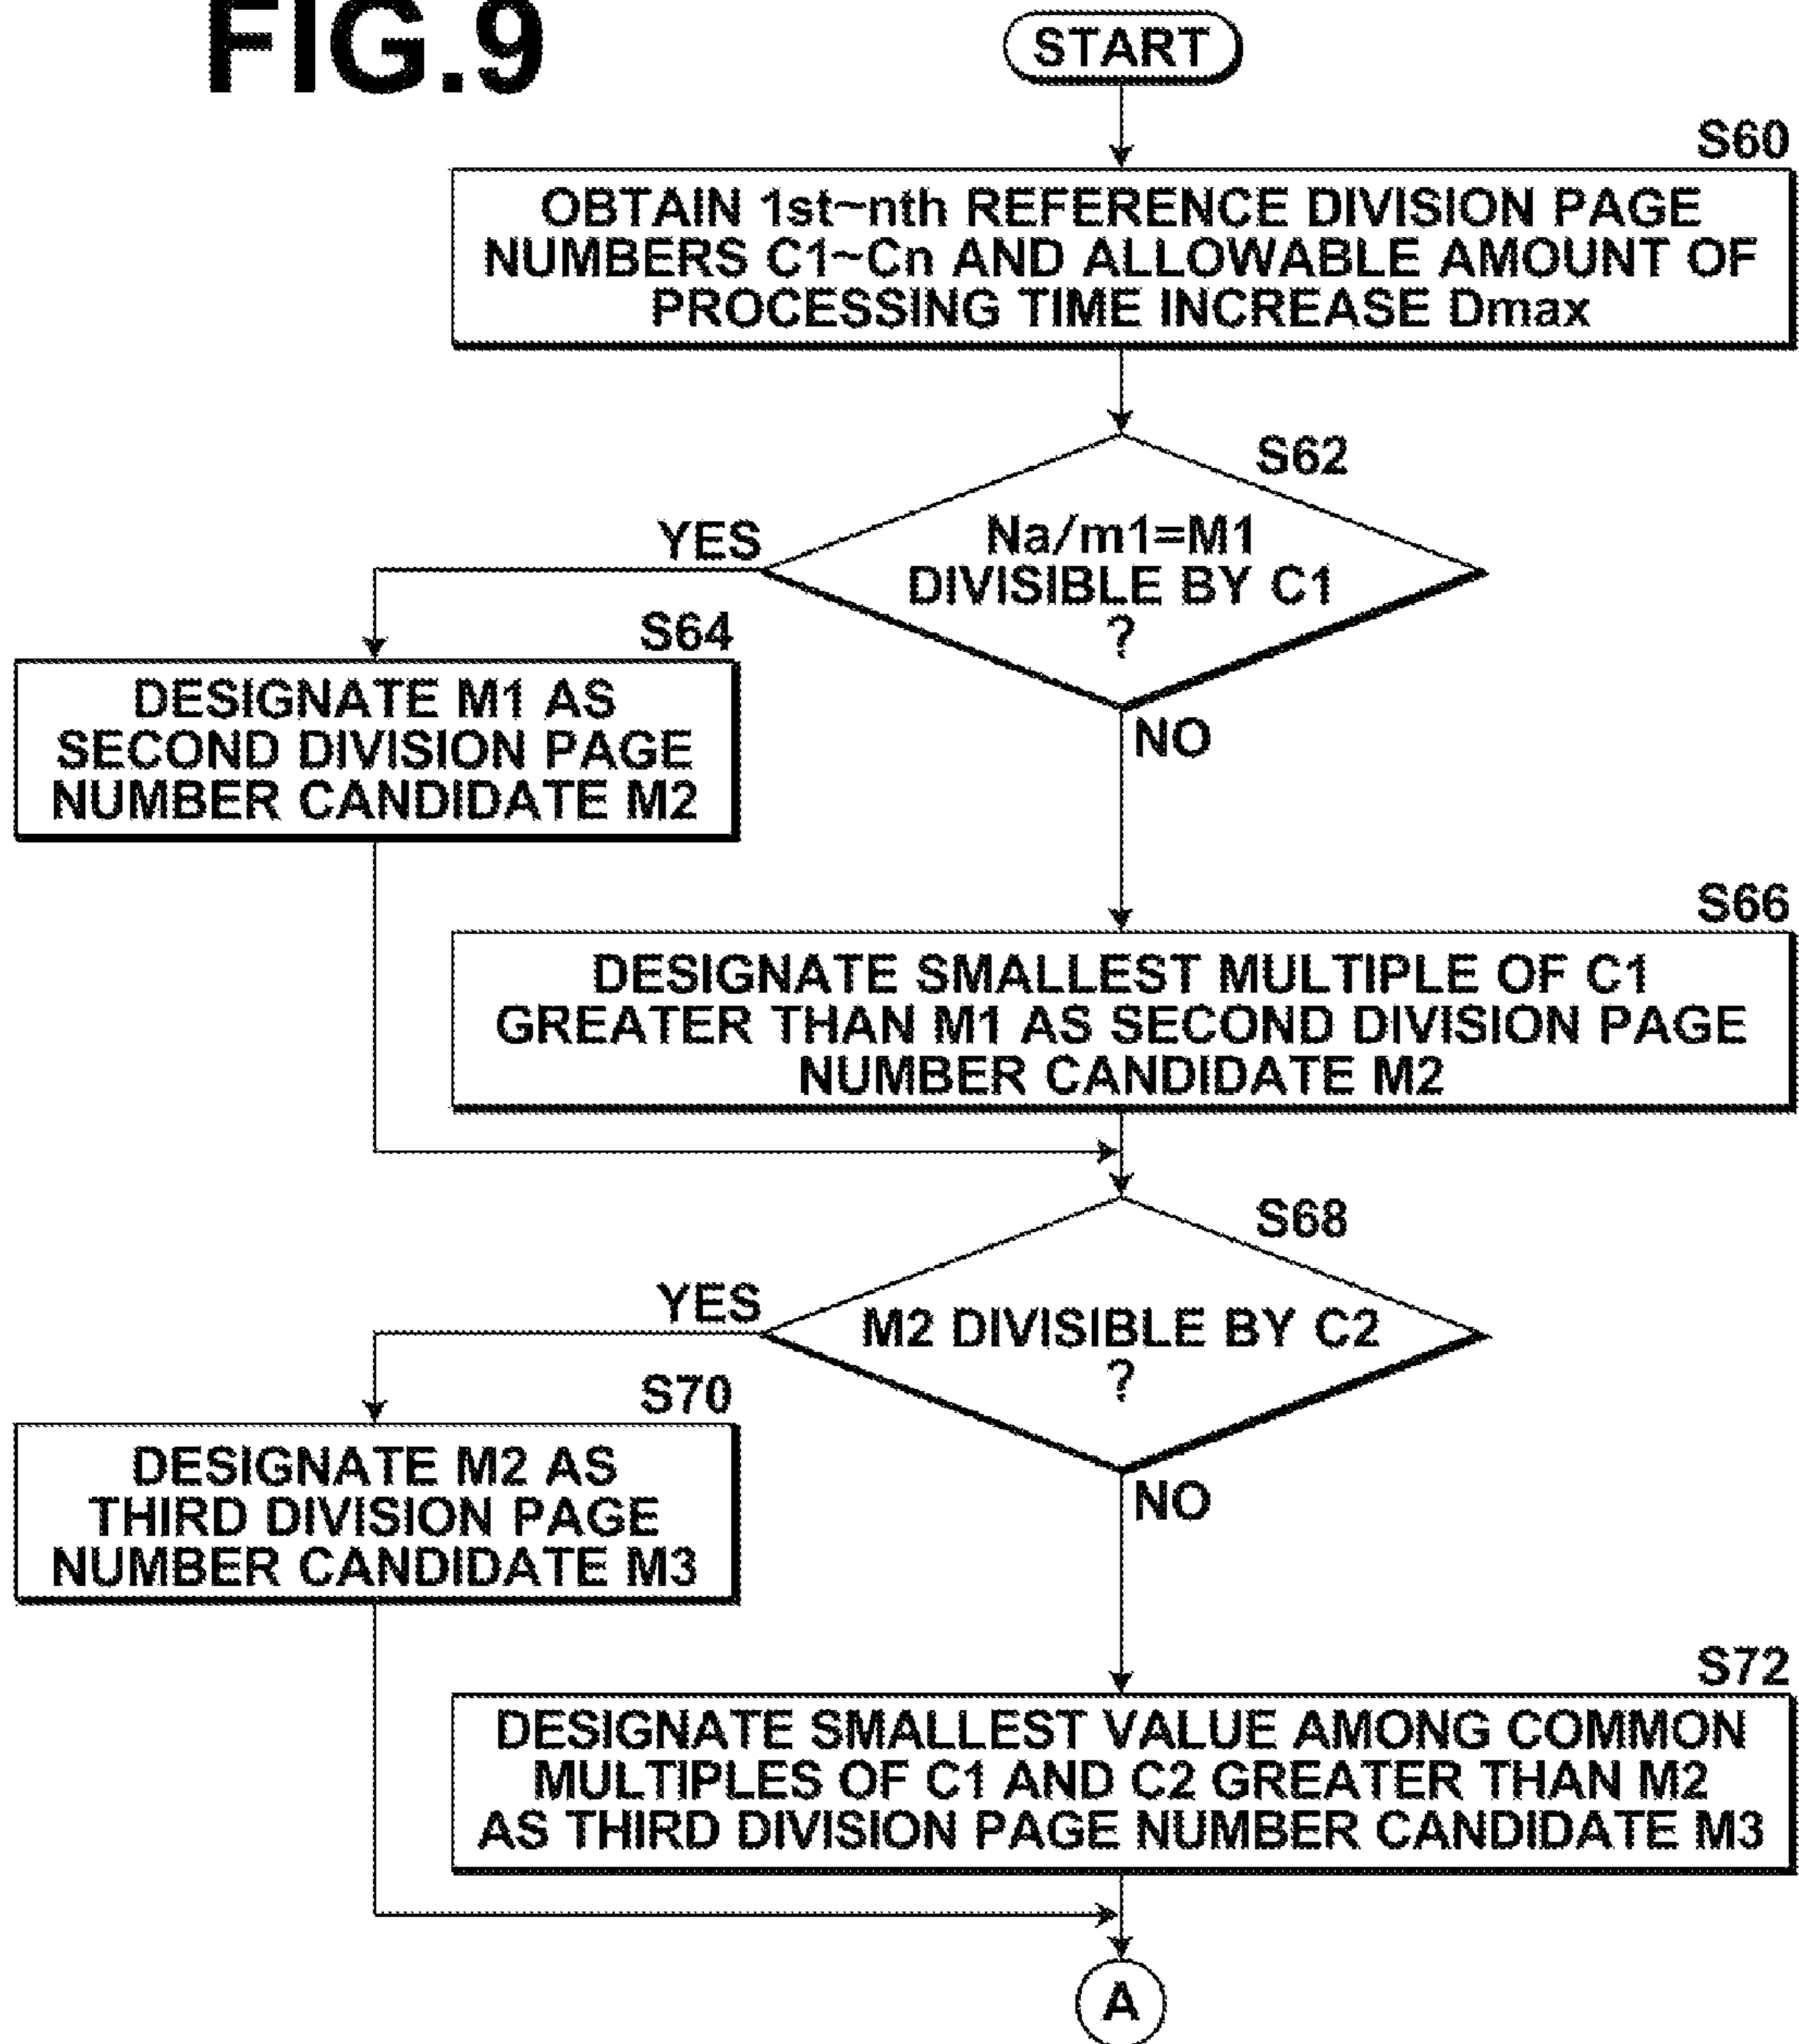 FIG.9
START
S60
OBTAIN 1st~nth REFERENCE DIVISION PAGE
NUMBERS C1~Cn AND ALLOWABLE AMOUNT OF
PROCESSING TIME INCREASE Dmax
S62
Na/m1=M1
DIVISIBLE BY C1
?
YES
NO
S64
DESIGNATE M1 AS
SECOND DIVISION PAGE
NUMBER CANDIDATE M2
S66
DESIGNATE SMALLEST MULTIPLE OF C1
GREATER THAN M1 AS SECOND DIVISION PAGE
NUMBER CANDIDATE M2
S68
M2 DIVISIBLE BY C2
?
YES
NO
S70
DESIGNATE M2 AS
THIRD DIVISION PAGE
NUMBER CANDIDATE M3
S72
DESIGNATE SMALLEST VALUE AMONG COMMON
MULTIPLES OF C1 AND C2 GREATER THAN M2
AS THIRD DIVISION PAGE NUMBER CANDIDATE M3
A